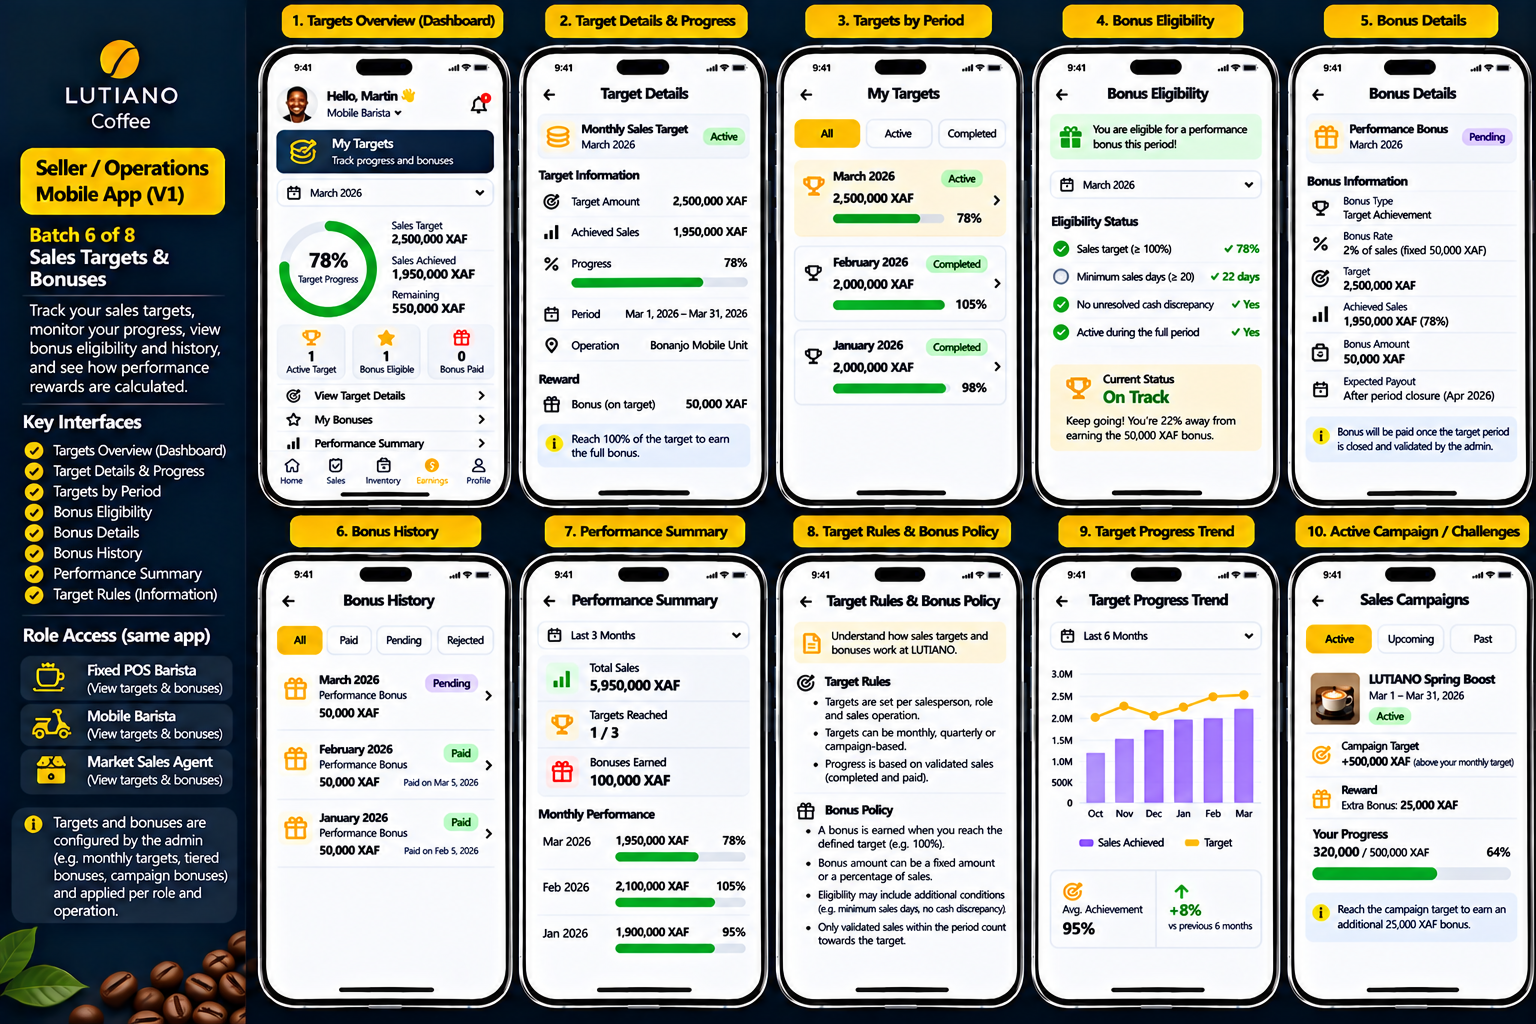 LUTIANO
Coffee
Seller / Operations
Mobile App (V1)
Batch 6 of 8
Sales Targets &
Bonuses
Track your sales targets,
monitor your progress, view
bonus eligibility and history,
and see how performance
rewards are calculated.
Key Interfaces
Targets Overview (Dashboard)
Target Details & Progress
Targets by Period
Bonus Eligibility
Bonus Details
Bonus History
Performance Summary
Target Rules (Information)
Role Access (same app)
Fixed POS Barista
(View targets & bonuses)
Mobile Barista
(View targets & bonuses)
Market Sales Agent
(View targets & bonuses)
Targets and bonuses are
configured by the admin
(e.g. monthly targets, tiered
bonuses, campaign bonuses)
and applied per role and
operation.
1. Targets Overview (Dashboard)
9:41
Hello, Martin 👋
Mobile Barista
My Targets
Track progress and bonuses
March 2026
78%
Target Progress
Sales Target
2,500,000 XAF
Sales Achieved
1,950,000 XAF
Remaining
550,000 XAF
1
Active Target
1
Bonus Eligible
0
Bonus Paid
View Target Details
My Bonuses
Performance Summary
Home Sales Inventory Earnings Profile
2. Target Details & Progress
9:41
Target Details
Monthly Sales Target
March 2026
Active
Target Information
Target Amount 2,500,000 XAF
Achieved Sales 1,950,000 XAF
Progress 78%
Period Mar 1, 2026 – Mar 31, 2026
Operation Bonanjo Mobile Unit
Reward
Bonus (on target) 50,000 XAF
Reach 100% of the target to earn
the full bonus.
3. Targets by Period
9:41
My Targets
All Active Completed
March 2026 Active
2,500,000 XAF
78%
February 2026 Completed
2,000,000 XAF
105%
January 2026 Completed
2,000,000 XAF
98%
4. Bonus Eligibility
9:41
Bonus Eligibility
You are eligible for a performance
bonus this period!
March 2026
Eligibility Status
Sales target (≥ 100%) ✓ 78%
Minimum sales days (≥ 20) ✓ 22 days
No unresolved cash discrepancy ✓ Yes
Active during the full period ✓ Yes
Current Status
On Track
Keep going! You're 22% away from
earning the 50,000 XAF bonus.
5. Bonus Details
9:41
Bonus Details
Performance Bonus
March 2026
Pending
Bonus Information
Bonus Type
Target Achievement
Bonus Rate
2% of sales (fixed 50,000 XAF)
Target
2,500,000 XAF
Achieved Sales
1,950,000 XAF (78%)
Bonus Amount
50,000 XAF
Expected Payout
After period closure (Apr 2026)
Bonus will be paid once the target period
is closed and validated by the admin.
6. Bonus History
9:41
Bonus History
All Paid Pending Rejected
March 2026 Pending
Performance Bonus
50,000 XAF
February 2026 Paid
Performance Bonus
50,000 XAF Paid on Mar 5, 2026
January 2026 Paid
Performance Bonus
50,000 XAF Paid on Feb 5, 2026
7. Performance Summary
9:41
Performance Summary
Last 3 Months
Total Sales
5,950,000 XAF
Targets Reached
1 / 3
Bonuses Earned
100,000 XAF
Monthly Performance
Mar 2026 1,950,000 XAF 78%
Feb 2026 2,100,000 XAF 105%
Jan 2026 1,900,000 XAF 95%
8. Target Rules & Bonus Policy
9:41
Target Rules & Bonus Policy
Understand how sales targets and
bonuses work at LUTIANO.
Target Rules
• Targets are set per salesperson, role
and sales operation.
• Targets can be monthly, quarterly or
campaign-based.
• Progress is based on validated sales
(completed and paid).
Bonus Policy
• A bonus is earned when you reach the
defined target (e.g. 100%).
• Bonus amount can be a fixed amount
or a percentage of sales.
• Eligibility may include additional conditions
(e.g. minimum sales days, no cash discrepancy).
• Only validated sales within the period count
towards the target.
9. Target Progress Trend
9:41
Target Progress Trend
Last 6 Months
3.0M
2.5M
2.0M
1.5M
1.0M
500K
0
Oct Nov Dec Jan Feb Mar
Sales Achieved Target
Avg. Achievement
95%
+8%
vs previous 6 months
10. Active Campaign / Challenges
9:41
Sales Campaigns
Active Upcoming Past
LUTIANO Spring Boost
Mar 1 – Mar 31, 2026
Active
Campaign Target
+500,000 XAF (above your monthly target)
Reward
Extra Bonus: 25,000 XAF
Your Progress
320,000 / 500,000 XAF 64%
Reach the campaign target to earn an
additional 25,000 XAF bonus.